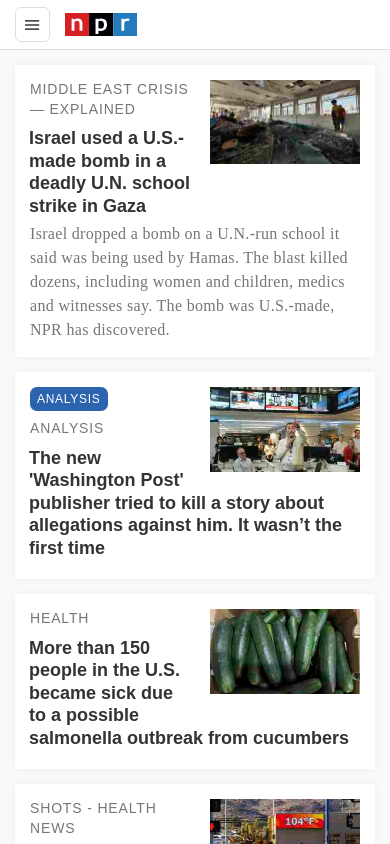 npr
MIDDLE EAST CRISIS
— EXPLAINED
Israel used a U.S.-
made bomb in a
deadly U.N. school
strike in Gaza
Israel dropped a bomb on a U.N.-run school it
said was being used by Hamas. The blast killed
dozens, including women and children, medics
and witnesses say. The bomb was U.S.-made,
NPR has discovered.
ANALYSIS
ANALYSIS
The new
'Washington Post'
publisher tried to kill a story about
allegations against him. It wasn’t the
first time
HEALTH
More than 150
people in the U.S.
became sick due
to a possible
salmonella outbreak from cucumbers
SHOTS - HEALTH
NEWS
104°F